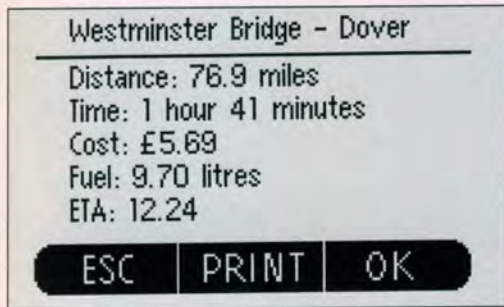 Westminster Bridge - Dover
Distance: 76.9 miles
Time: 1 hour 41 minutes
Cost: £5.69
Fuel: 9.70 litres
ETA: 12.24
ESC PRINT OK